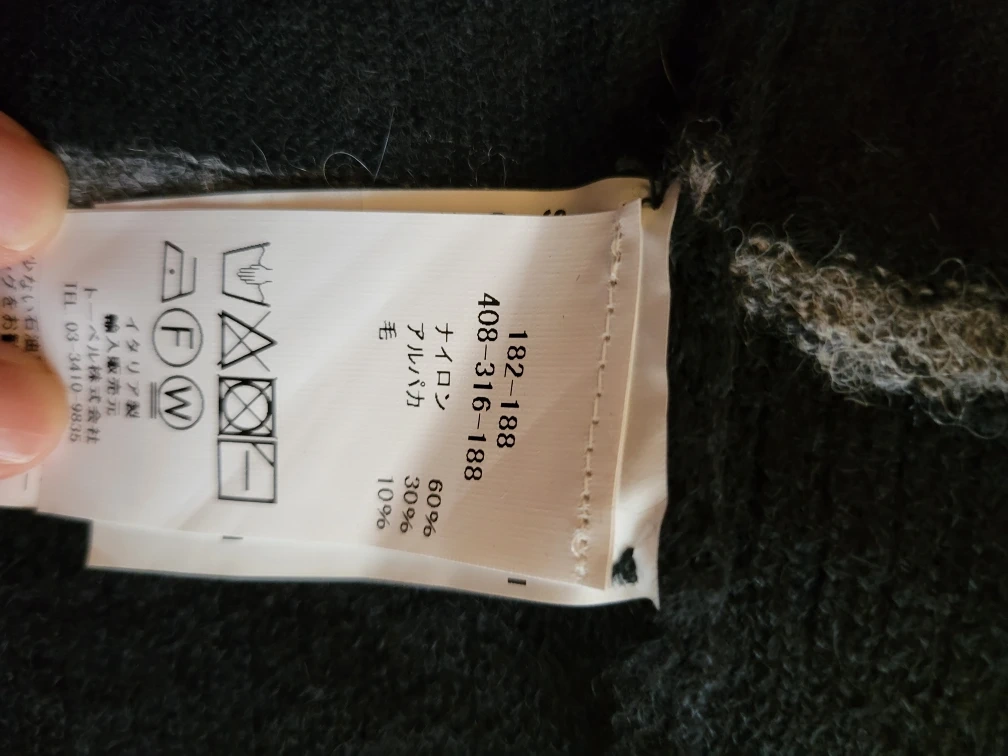 182-188
408-316-188
ナイロン 60%
アルパカ 30%
毛 10%
F W
イタリア製
輸入販売元
トーベル株式会社
TEL 03-3410-9835